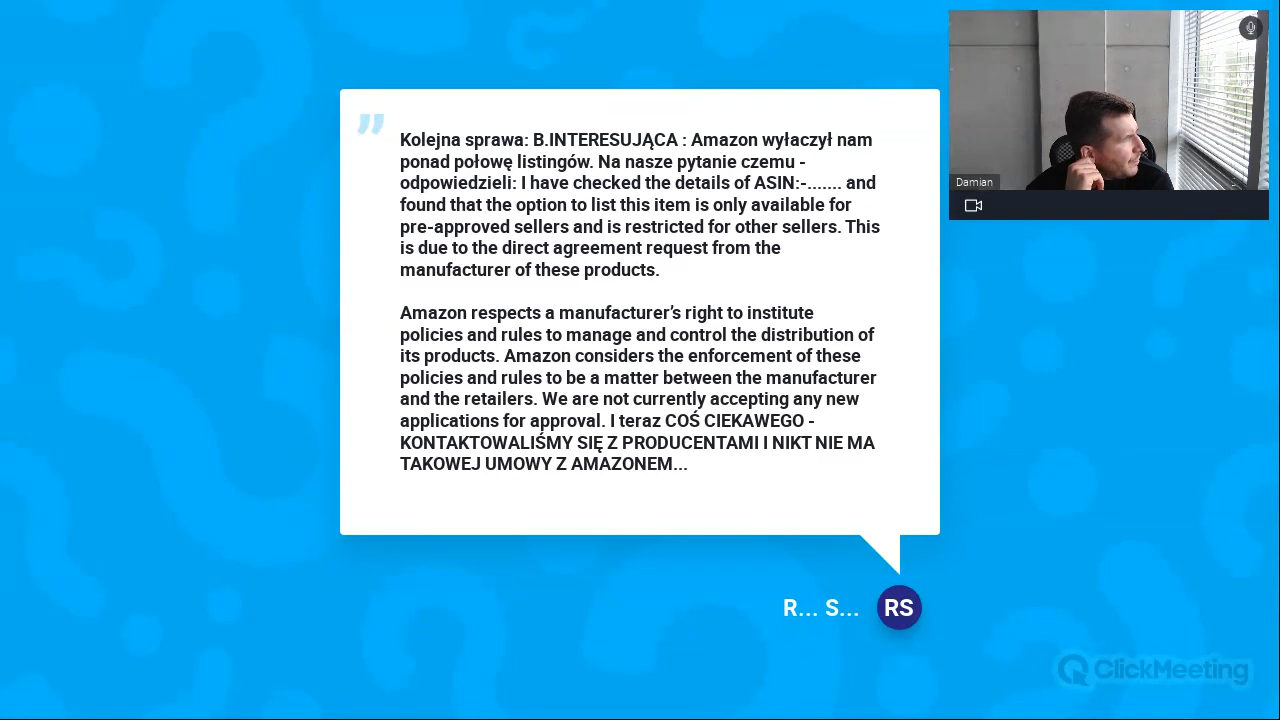 Kolejna sprawa: B.INTERESUJĄCA : Amazon wyłaczył nam
ponad połowę listingów. Na nasze pytanie czemu -
odpowiedzieli: I have checked the details of ASIN:-....... and
found that the option to list this item is only available for
pre-approved sellers and is restricted for other sellers. This
is due to the direct agreement request from the
manufacturer of these products.
Amazon respects a manufacturer’s right to institute
policies and rules to manage and control the distribution of
its products. Amazon considers the enforcement of these
policies and rules to be a matter between the manufacturer
and the retailers. We are not currently accepting any new
applications for approval. I teraz COŚ CIEKAWEGO -
KONTAKTOWALIŚMY SIĘ Z PRODUCENTAMI I NIKT NIE MA
TAKOWEJ UMOWY Z AMAZONEM...
R... S...
RS
Damian
ClickMeeting